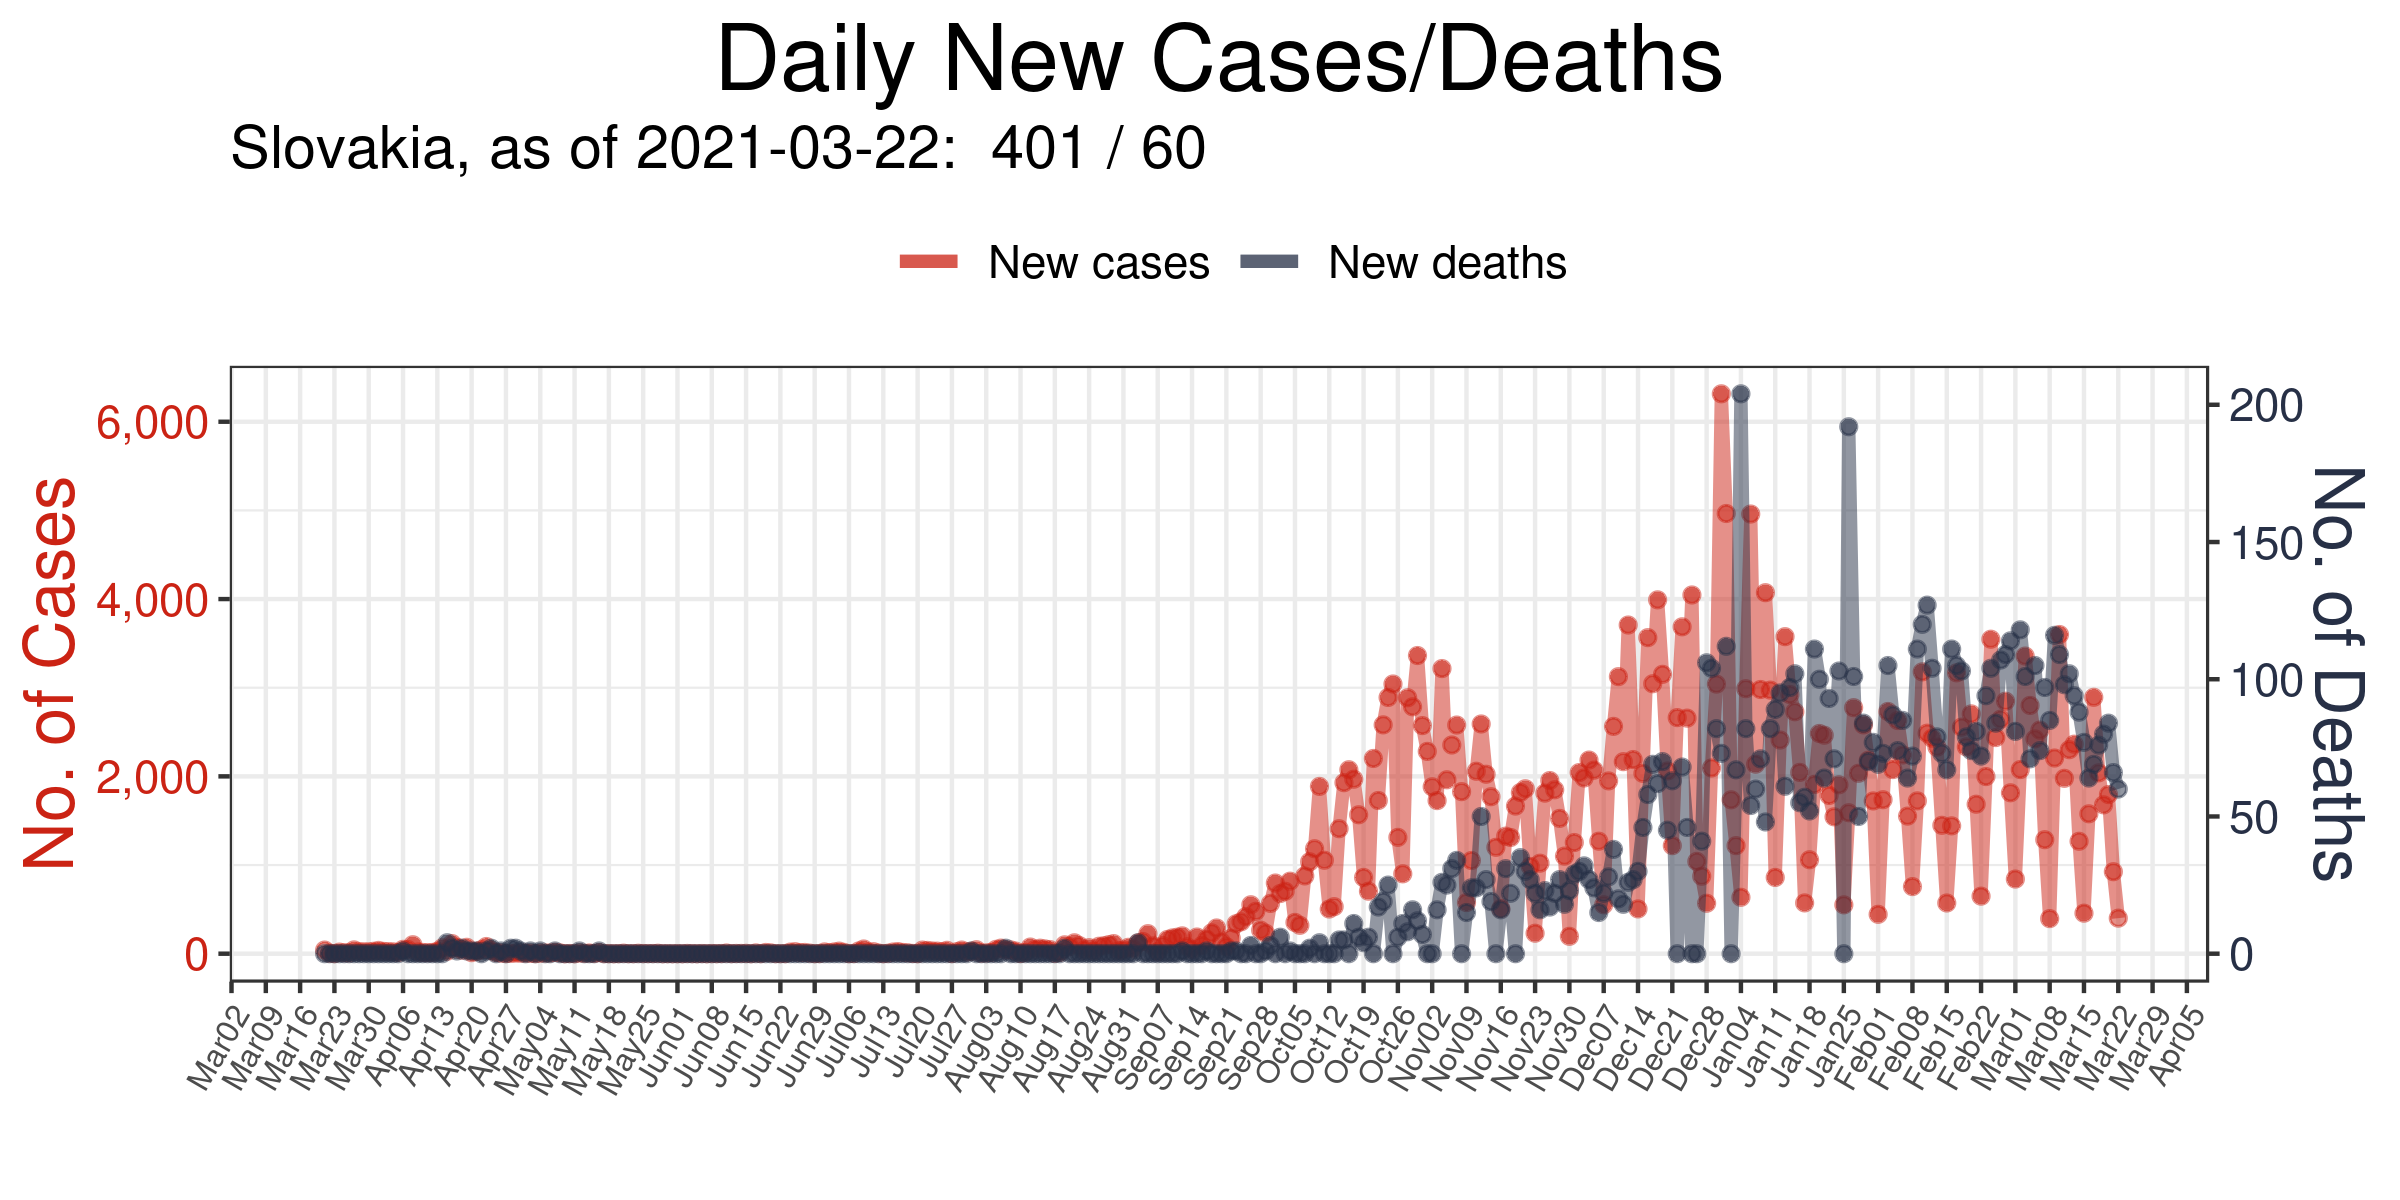 Daily New Cases/Deaths
Slovakia, as of 2021-03-22:  401 / 60
New cases New deaths
No. of Cases
6,000
4,000
2,000
0
200
150
100
50
0
No. of Deaths
Mar02 Mar09 Mar16 Mar23 Mar30 Apr06 Apr13 Apr20 Apr27 May04 May11 May18 May25 Jun01 Jun08 Jun15 Jun22 Jun29 Jul06 Jul13 Jul20 Jul27 Aug03 Aug10 Aug17 Aug24 Aug31 Sep07 Sep14 Sep21 Sep28 Oct05 Oct12 Oct19 Oct26 Nov02 Nov09 Nov16 Nov23 Nov30 Dec07 Dec14 Dec21 Dec28 Dec04 Jan11 Jan18 Jan25 Feb01 Feb08 Feb15 Feb22 Mar01 Mar08 Mar15 Mar22 Mar29 Apr05